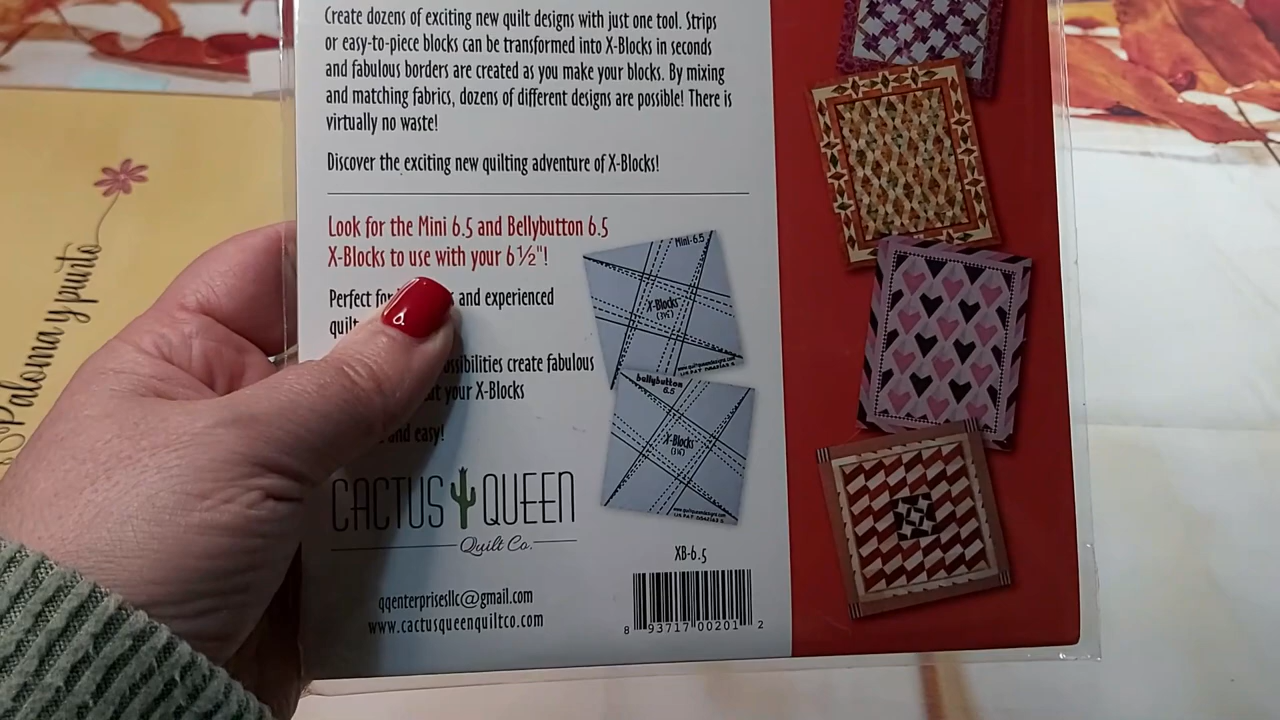 Create dozens of exciting new quilt designs with just one tool. Strips
or easy-to-piece blocks can be transformed into X-Blocks in seconds
and fabulous borders are created as you make your blocks. By mixing
and matching fabrics, dozens of different designs are possible! There is
virtually no waste!
Discover the exciting new quilting adventure of X-Blocks!
Look for the Mini 6.5 and Bellybutton 6.5
X-Blocks to use with your 6½"!
Perfect for and experienced
create fabulous
your X-Blocks
and easy!
Mini-6.5
X-Blocks
(3½)
bellybutton
6.5
X-Blocks
CACTUS QUEEN
Quilt Co.
XB-6.5
qqenterprisesllc@gmail.com
www.cactusqueenquiltco.com
8 93717 00201 2
Paloma y punto